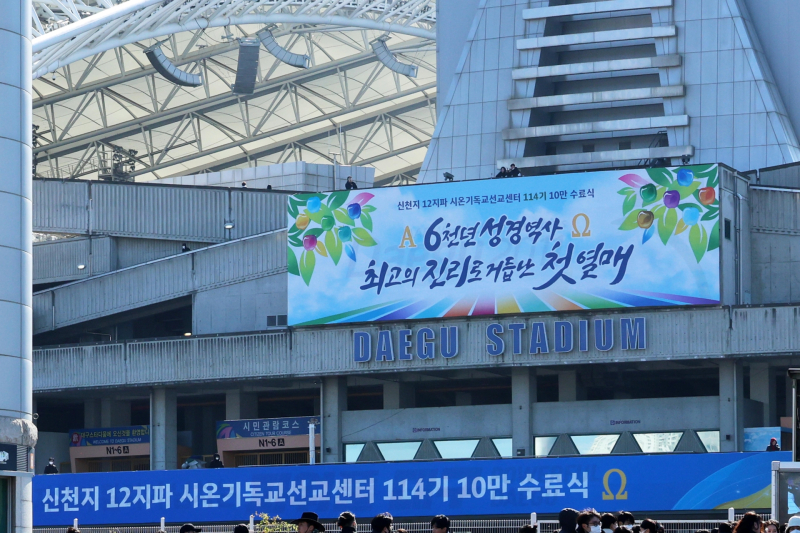 신천지 12지파 시온기독교선교센터 114기 10만 수료식
Α 6천년 성경역사 Ω
최고의 진리로 거듭난 첫 열매
DAEGU STADIUM
시민관람코스
N1-6 A
N1-6 A
INFORMATION
INFORMATION
신천지 12지파 시온기독교선교센터 114기 10만 수료식 Ω